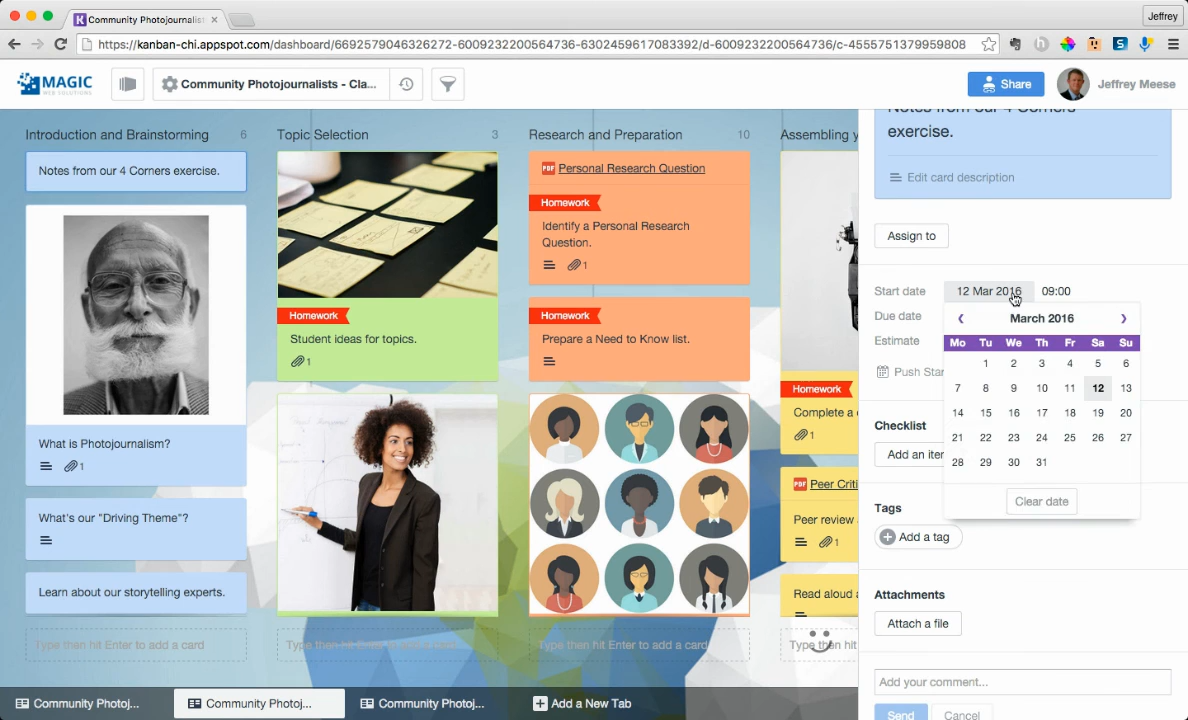 Community Photojournalist
Jeffrey
https://kanban-chi.appspot.com/dashboard/6692579046326272-6009232200564736-6302459617083392/d-6009232200564736/c-4555751379959808
MAGIC
WEB SOLUTIONS
Community Photojournalists - Cla...
Share
Jeffrey Meese
Introduction and Brainstorming 6
Notes from our 4 Corners exercise.
What is Photojournalism?
1
What's our "Driving Theme"?
Learn about our storytelling experts.
Type then hit Enter to add a card
Topic Selection 3
Homework
Student ideas for topics.
1
Type then hit Enter to add a card
Research and Preparation 10
PDF Personal Research Question
Homework
Identify a Personal Research
Question.
1
Homework
Prepare a Need to Know list.
Type then hit Enter to add a card
Assembling y
Homework
Complete a
1
PDF Peer Criti
Peer review
1
Read aloud
Type then hit
Notes from our 4 Corners
exercise.
Edit card description
Assign to
Start date 12 Mar 2016 09:00
Due date
Estimate
Push Star
March 2016
Mo Tu We Th Fr Sa Su
1 2 3 4 5 6
7 8 9 10 11 12 13
14 15 16 17 18 19 20
21 22 23 24 25 26 27
28 29 30 31
Clear date
Checklist
Add an item
Tags
Add a tag
Attachments
Attach a file
Add your comment...
Send Cancel
Community Photoj...
Community Photoj...
Community Photoj...
Add a New Tab